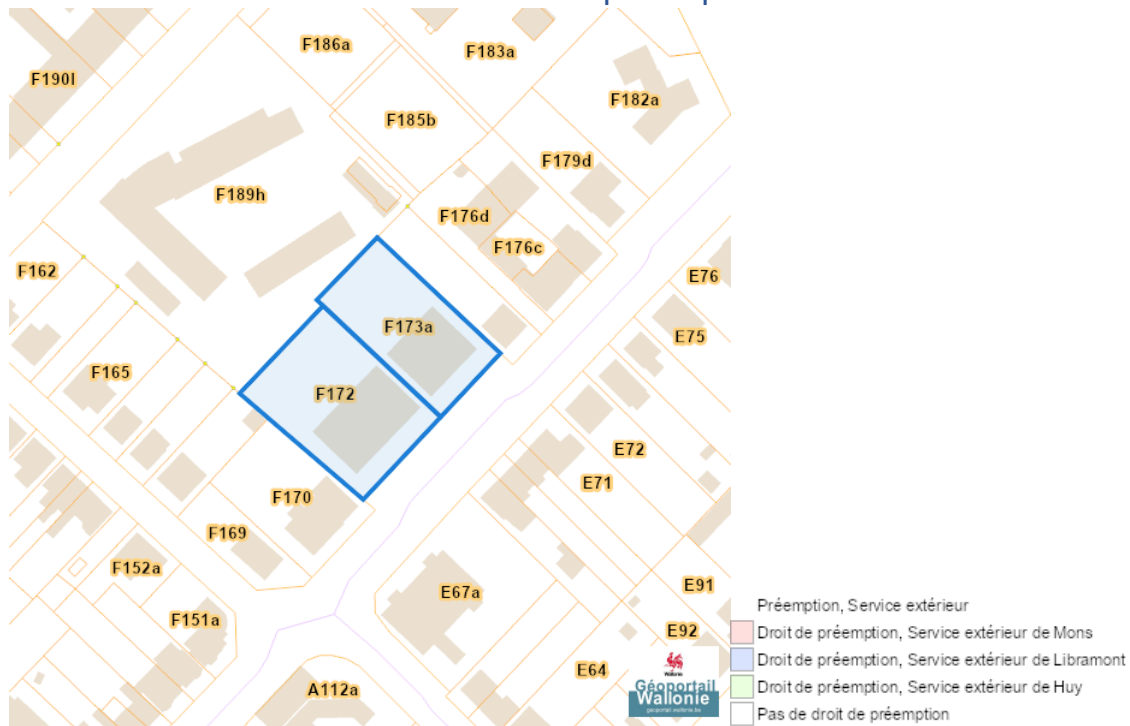 F186a
F183a
F190l
F182a
F185b
F179d
F189h
F176d
F176c
F162
E76
F173a
E75
F165
F172
E72
E71
F170
F169
F152a
E91
E67a
F151a
E92
E64
A112a
Wallonie
Géoportail
Wallonie
geoportail.wallonie.be
Préemption, Service extérieur
Droit de préemption, Service extérieur de Mons
Droit de préemption, Service extérieur de Libramont
Droit de préemption, Service extérieur de Huy
Pas de droit de préemption